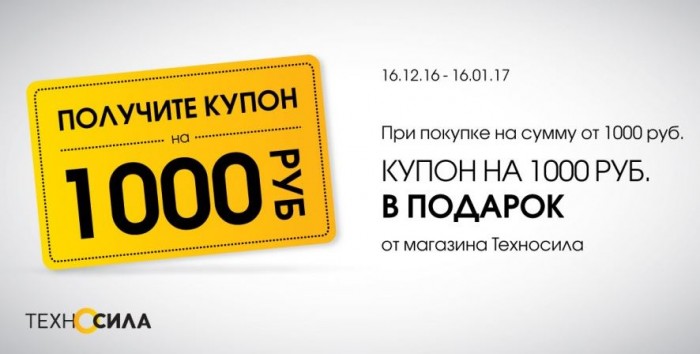 ПОЛУЧИТЕ КУПОН
на
1000 РУБ
16.12.16 - 16.01.17
При покупке на сумму от 1000 руб.
КУПОН НА 1000 РУБ.
В ПОДАРОК
от магазина Техносила
ТЕХНОСИЛА